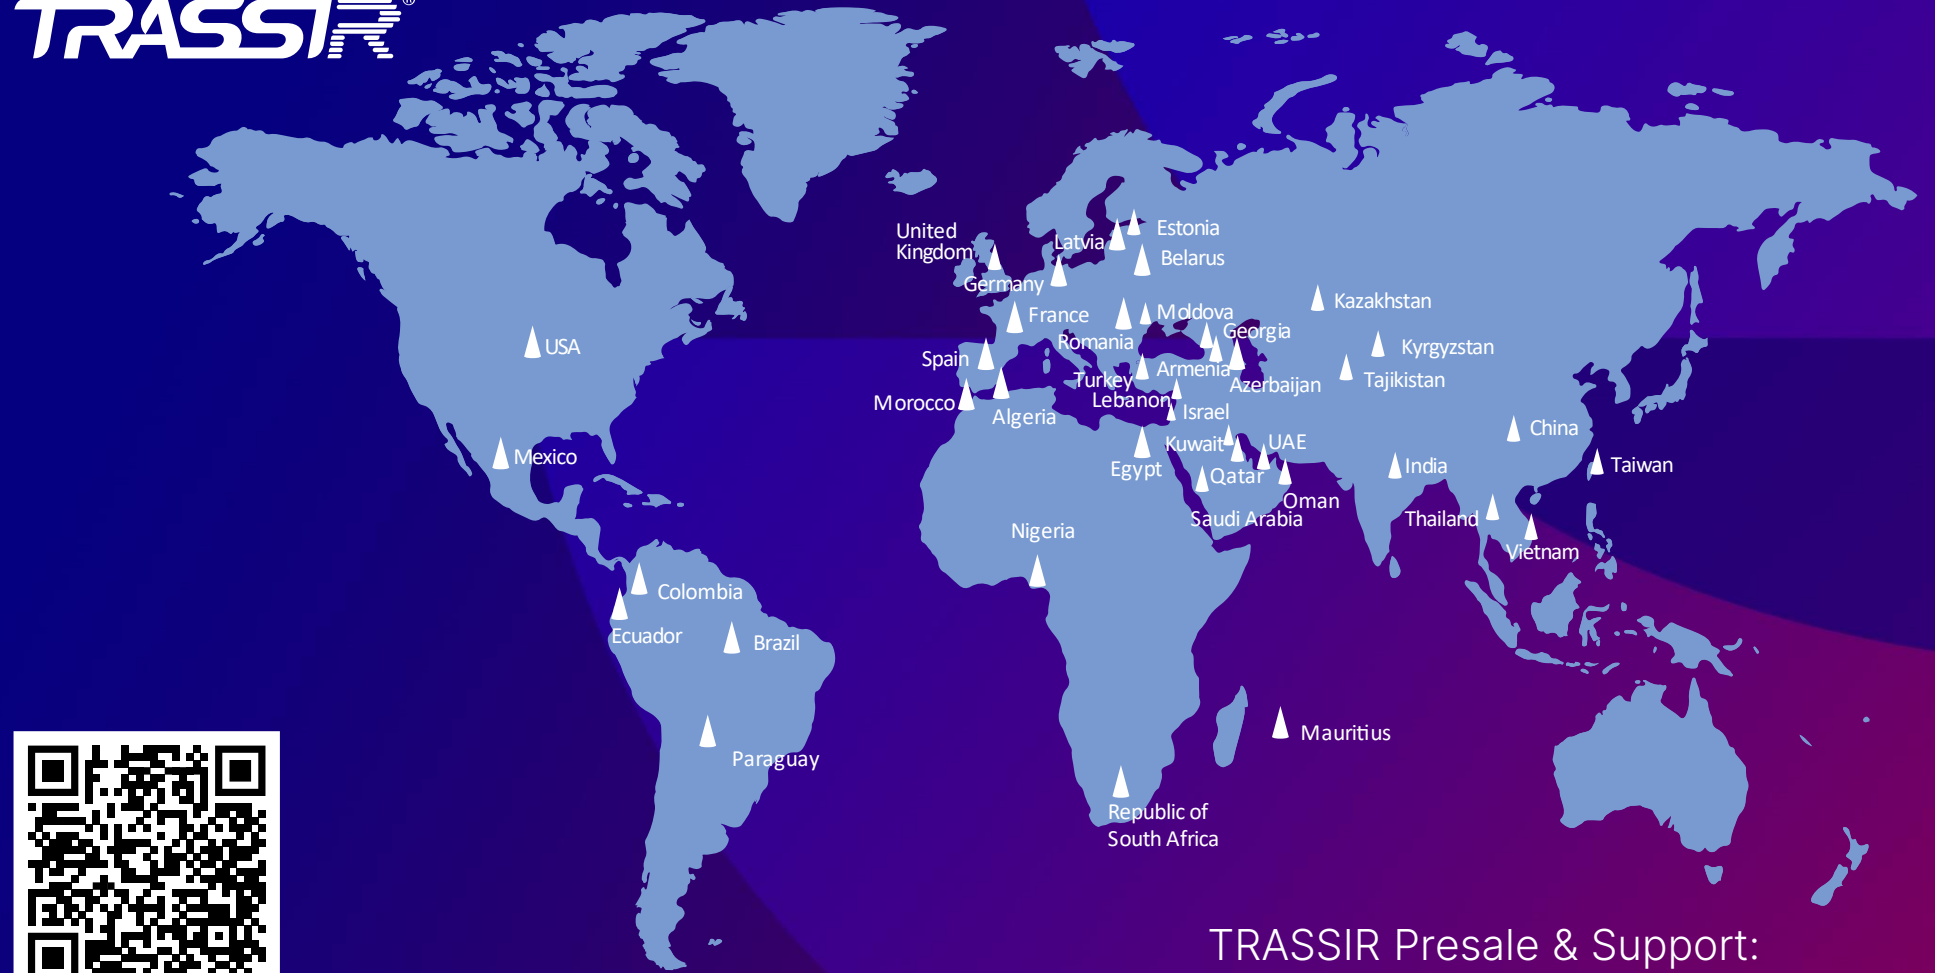 TRASSIR®
United
Kingdom
Latvia
Estonia
Belarus
Germany
France
Moldova
Georgia
Kazakhstan
Romania
Kyrgyzstan
USA
Spain
Turkey
Armenia
Azerbaijan
Tajikistan
Morocco
Lebanon
Algeria
Israel
China
Mexico
Egypt
Kuwait
UAE
Qatar
India
Taiwan
Oman
Saudi Arabia
Thailand
Nigeria
Vietnam
Colombia
Ecuador
Brazil
Paraguay
Mauritius
Republic of
South Africa
TRASSIR Presale & Support: